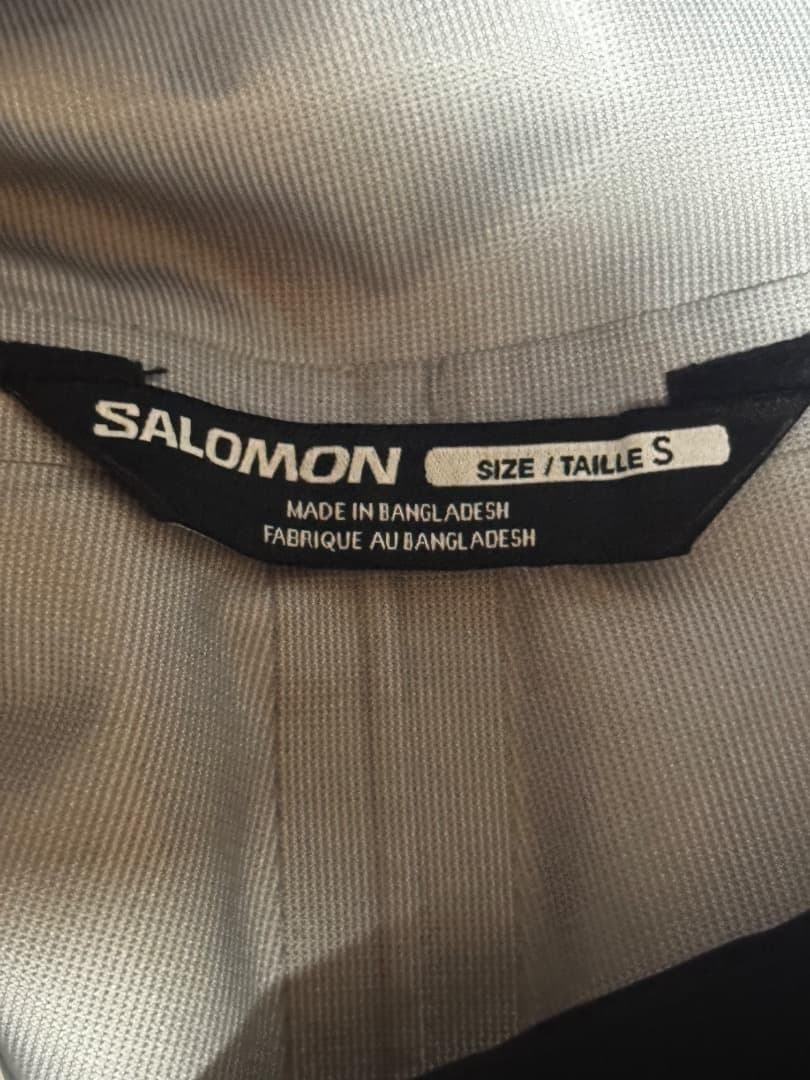 SALOMON
SIZE / TAILLE S
MADE IN BANGLADESH
FABRIQUE AU BANGLADESH